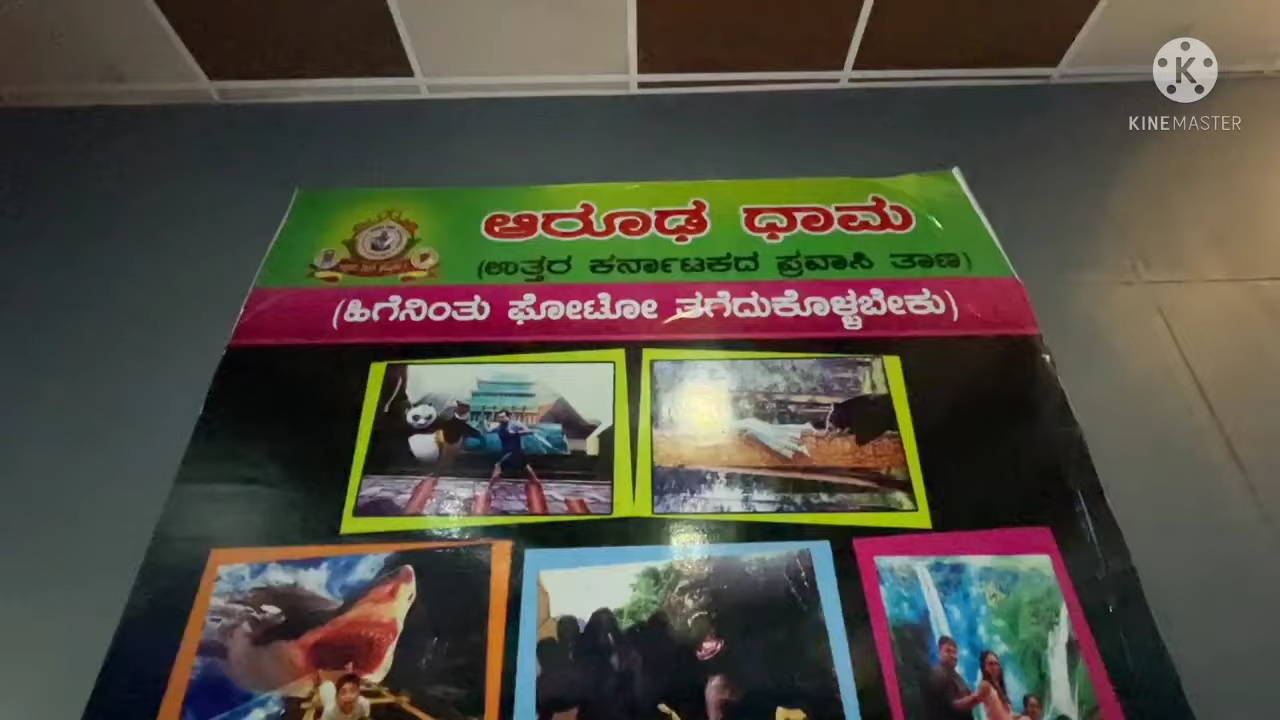 KINEMASTER
ಆರೂಢ ಧಾಮ
(ಉತ್ತರ ಕರ್ನಾಟಕದ ಪ್ರವಾಸಿ ತಾಣ)
(ಹಿಗೆನಿಂತು ಫೋಟೋ ತಗೆದುಕೊಳ್ಳಬೇಕು)